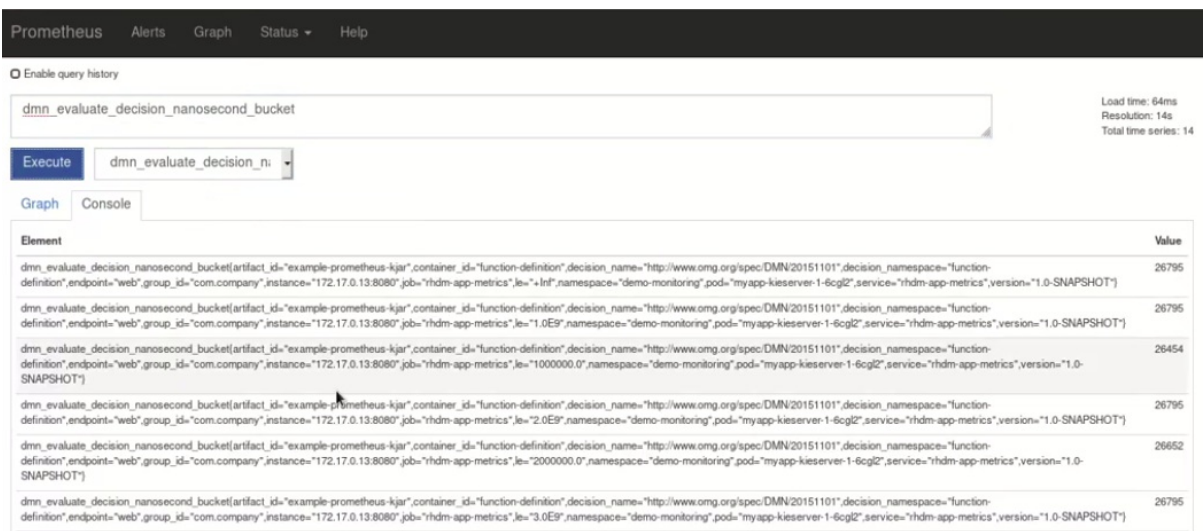 Prometheus Alerts Graph Status Help
Enable query history
dmn_evaluate_decision_nanosecond_bucket
Load time: 64ms
Resolution: 14s
Total time series: 14
Execute dmn_evaluate_decision_na
Graph Console
Element Value
dmn_evaluate_decision_nanosecond_bucket{artifact_id="example-prometheus-kjar",container_id="function-definition",decision_name="http://www.omg.org/spec/DMN/20151101",decision_namespace="function- 26795
definition",endpoint="web",group_id="com.company",instance="172.17.0.13:8080",job="rhdm-app-metrics",le="+Inf",namespace="demo-monitoring",pod="myapp-kieserver-1-6cgl2",service="rhdm-app-metrics",version="1.0-SNAPSHOT"}
dmn_evaluate_decision_nanosecond_bucket{artifact_id="example-prometheus-kjar",container_id="function-definition",decision_name="http://www.omg.org/spec/DMN/20151101",decision_namespace="function- 26795
definition",endpoint="web",group_id="com.company",instance="172.17.0.13:8080",job="rhdm-app-metrics",le="1.0E9",namespace="demo-monitoring",pod="myapp-kieserver-1-6cgl2",service="rhdm-app-metrics",version="1.0-SNAPSHOT"}
dmn_evaluate_decision_nanosecond_bucket{artifact_id="example-prometheus-kjar",container_id="function-definition",decision_name="http://www.omg.org/spec/DMN/20151101",decision_namespace="function- 26454
definition",endpoint="web",group_id="com.company",instance="172.17.0.13:8080",job="rhdm-app-metrics",le="1000000.0",namespace="demo-monitoring",pod="myapp-kieserver-1-6cgl2",service="rhdm-app-metrics",version="1.0-
SNAPSHOT"}
dmn_evaluate_decision_nanosecond_bucket{artifact_id="example-prometheus-kjar",container_id="function-definition",decision_name="http://www.omg.org/spec/DMN/20151101",decision_namespace="function- 26795
definition",endpoint="web",group_id="com.company",instance="172.17.0.13:8080",job="rhdm-app-metrics",le="2.0E9",namespace="demo-monitoring",pod="myapp-kieserver-1-6cgl2",service="rhdm-app-metrics",version="1.0-SNAPSHOT"}
dmn_evaluate_decision_nanosecond_bucket{artifact_id="example-prometheus-kjar",container_id="function-definition",decision_name="http://www.omg.org/spec/DMN/20151101",decision_namespace="function- 26652
definition",endpoint="web",group_id="com.company",instance="172.17.0.13:8080",job="rhdm-app-metrics",le="2000000.0",namespace="demo-monitoring",pod="myapp-kieserver-1-6cgl2",service="rhdm-app-metrics",version="1.0-
SNAPSHOT"}
dmn_evaluate_decision_nanosecond_bucket{artifact_id="example-prometheus-kjar",container_id="function-definition",decision_name="http://www.omg.org/spec/DMN/20151101",decision_namespace="function- 26795
definition",endpoint="web",group_id="com.company",instance="172.17.0.13:8080",job="rhdm-app-metrics",le="3.0E9",namespace="demo-monitoring",pod="myapp-kieserver-1-6cgl2",service="rhdm-app-metrics",version="1.0-SNAPSHOT"}